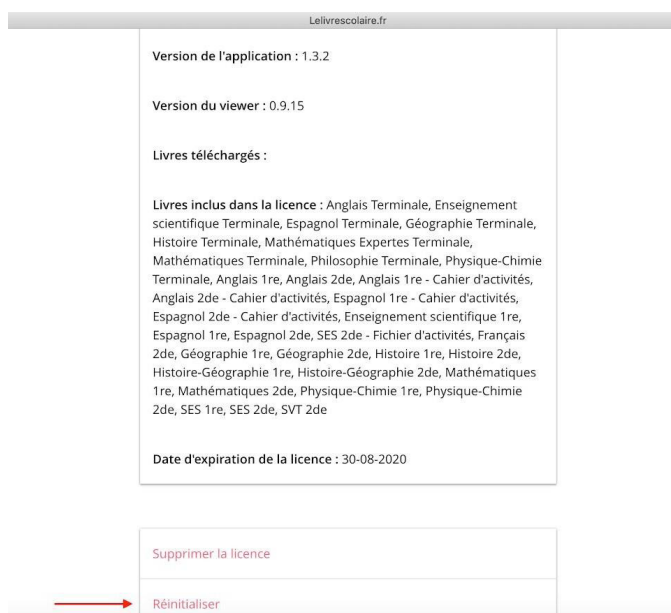 Lelivrescolaire.fr
Version de l'application : 1.3.2
Version du viewer : 0.9.15
Livres téléchargés :
Livres inclus dans la licence : Anglais Terminale, Enseignement
scientifique Terminale, Espagnol Terminale, Géographie Terminale,
Histoire Terminale, Mathématiques Expertes Terminale,
Mathématiques Terminale, Philosophie Terminale, Physique-Chimie
Terminale, Anglais 1re, Anglais 2de, Anglais 1re - Cahier d'activités,
Anglais 2de - Cahier d'activités, Espagnol 1re - Cahier d'activités,
Espagnol 2de - Cahier d'activités, Enseignement scientifique 1re,
Espagnol 1re, Espagnol 2de, SES 2de - Fichier d'activités, Français
2de, Géographie 1re, Géographie 2de, Histoire 1re, Histoire 2de,
Histoire-Géographie 1re, Histoire-Géographie 2de, Mathématiques
1re, Mathématiques 2de, Physique-Chimie 1re, Physique-Chimie
2de, SES 1re, SES 2de, SVT 2de
Date d'expiration de la licence : 30-08-2020
Supprimer la licence
Réinitialiser